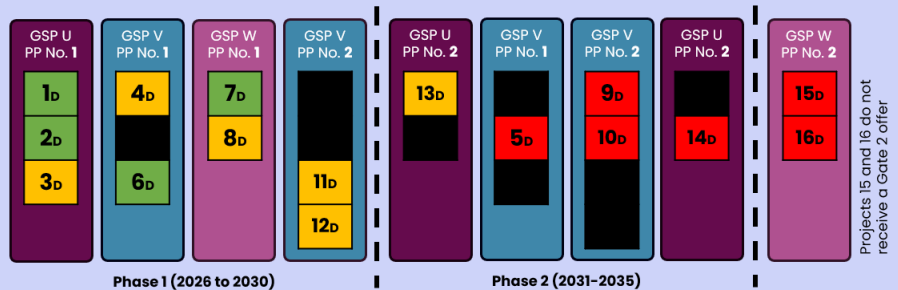 GSP U
PP No. 1
1D
2D
3D
GSP V
PP No. 1
4D
6D
GSP W
PP No. 1
7D
8D
GSP V
PP No. 2
11D
12D
GSP U
PP No. 2
13D
GSP V
PP No. 1
5D
GSP V
PP No. 2
9D
10D
GSP U
PP No. 2
14D
GSP W
PP No. 2
15D
16D
Projects 15 and 16 do not
receive a Gate 2 offer
Phase 1 (2026 to 2030)
Phase 2 (2031-2035)